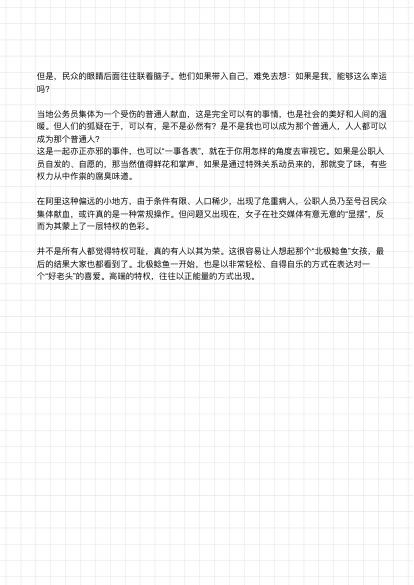 但是，民众的眼睛后面往往联着脑子。他们如果带入自己，难免去想：如果是我，能够这么幸运
吗？
当地公务员集体为一个受伤的普通人献血，这是完全可以有的事情，也是社会的美好和人间的温
暖。但人们的狐疑在于，可以有，是不是必然有？是不是我也可以成为那个普通人，人人都可以
成为那个普通人？
这是一起亦正亦邪的事件，也可以“一事各表”，就在于你用怎样的角度去审视它。如果是公职人
员自发的、自愿的，那当然值得鲜花和掌声，如果是通过特殊关系动员来的，那就变了味，有些
权力从中作祟的腐臭味道。
在阿里这种偏远的小地方，由于条件有限、人口稀少，出现了危重病人，公职人员乃至号召民众
集体献血，或许真的是一种常规操作。但问题又出现在，女子在社交媒体有意无意的“显摆”，反
而为其蒙上了一层特权的色彩。
并不是所有人都觉得特权可耻，真的有人以其为荣。这很容易让人想起那个“北极鲶鱼”女孩，最
后的结果大家也都看到了。北极鲶鱼一开始，也是以非常轻松、自得自乐的方式在表达对一
个“好老头”的喜爱。高端的特权，往往以正能量的方式出现。